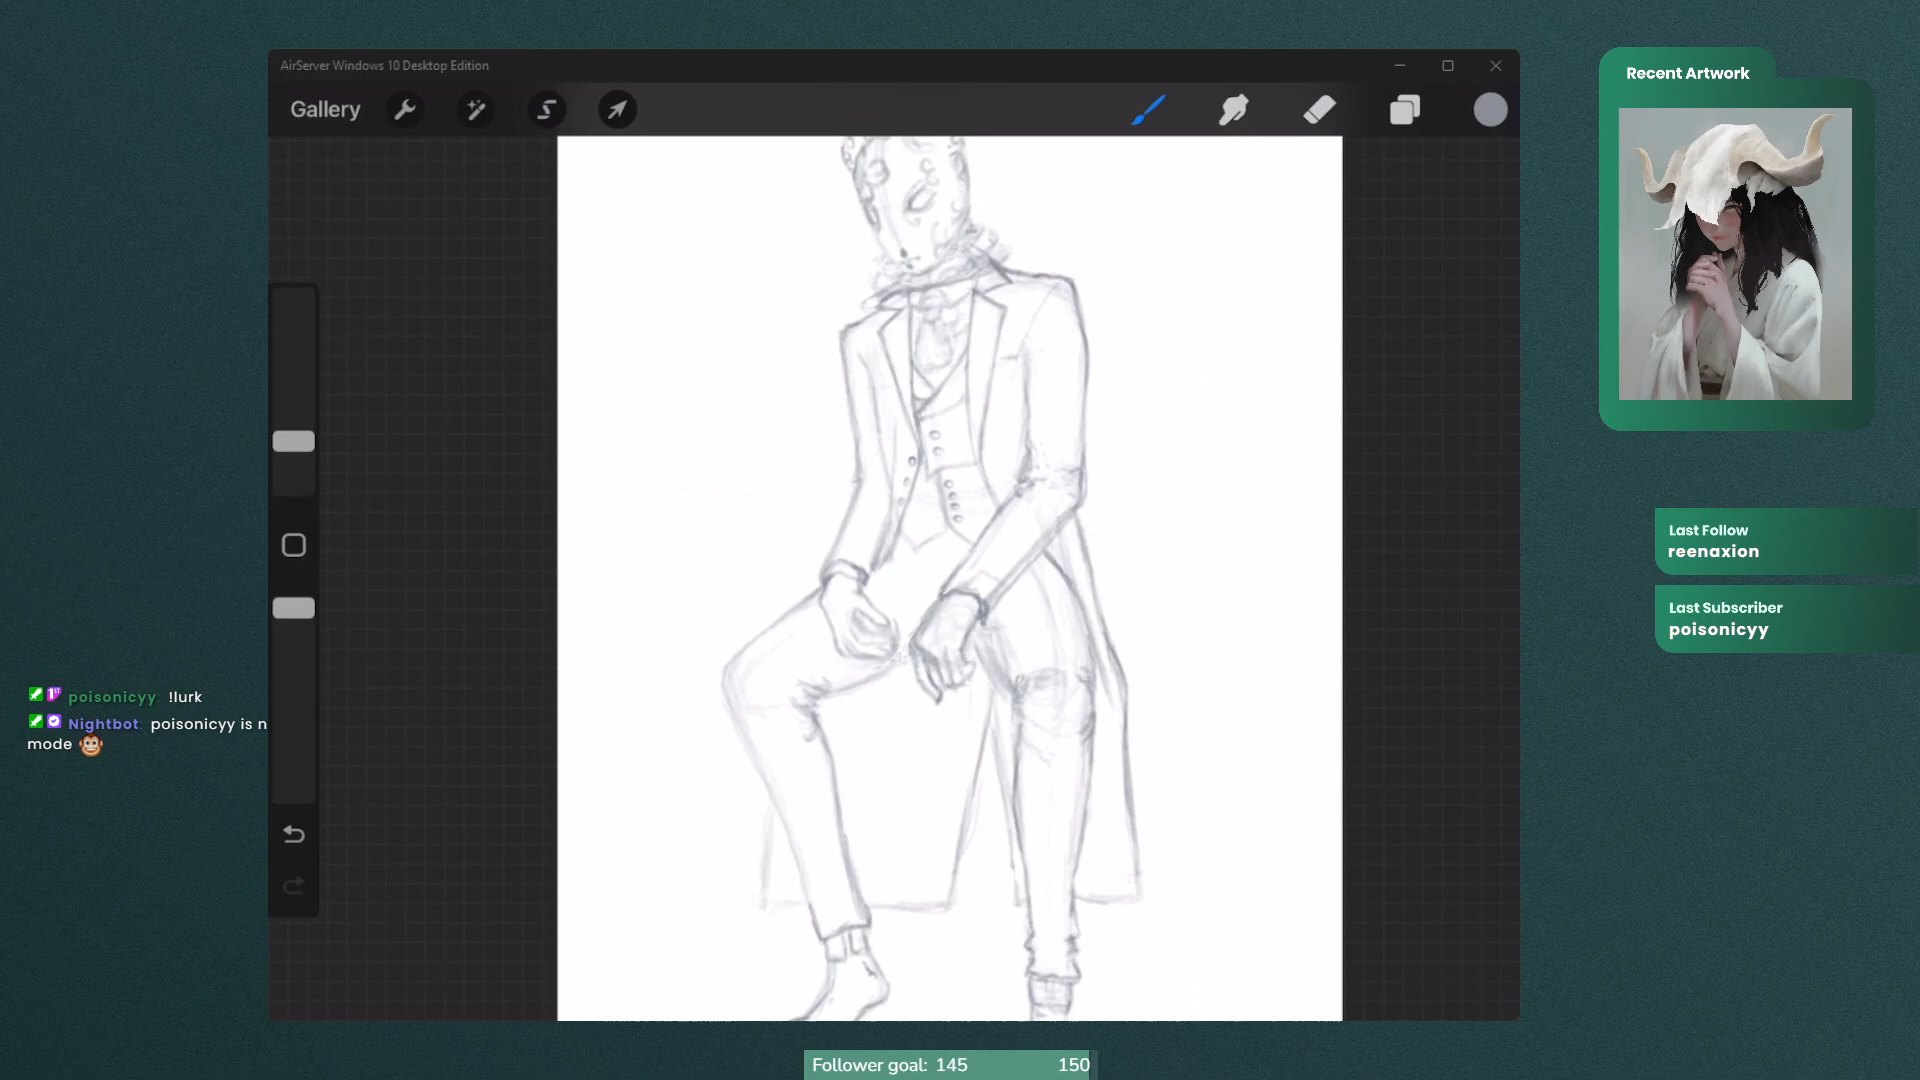 AirServer Windows 10 Desktop Edition
Gallery
Recent Artwork
Last Follow
reenaxion
Last Subscriber
poisonicyy
poisonicyy: !lurk
Nightbot: poisonicyy is n
mode
Follower goal: 145 150